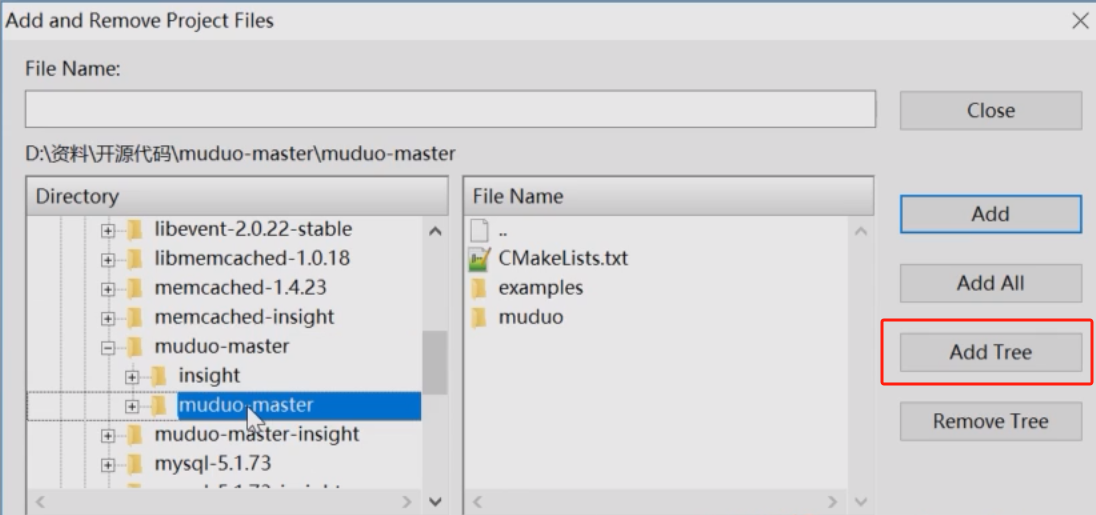 Add and Remove Project Files
File Name:
Close
D:\资料\开源代码\muduo-master\muduo-master
Directory
File Name
libevent-2.0.22-stable
libmemcached-1.0.18
memcached-1.4.23
memcached-insight
muduo-master
insight
muduo-master
muduo-master-insight
mysql-5.1.73
..
CMakeLists.txt
examples
muduo
Add
Add All
Add Tree
Remove Tree